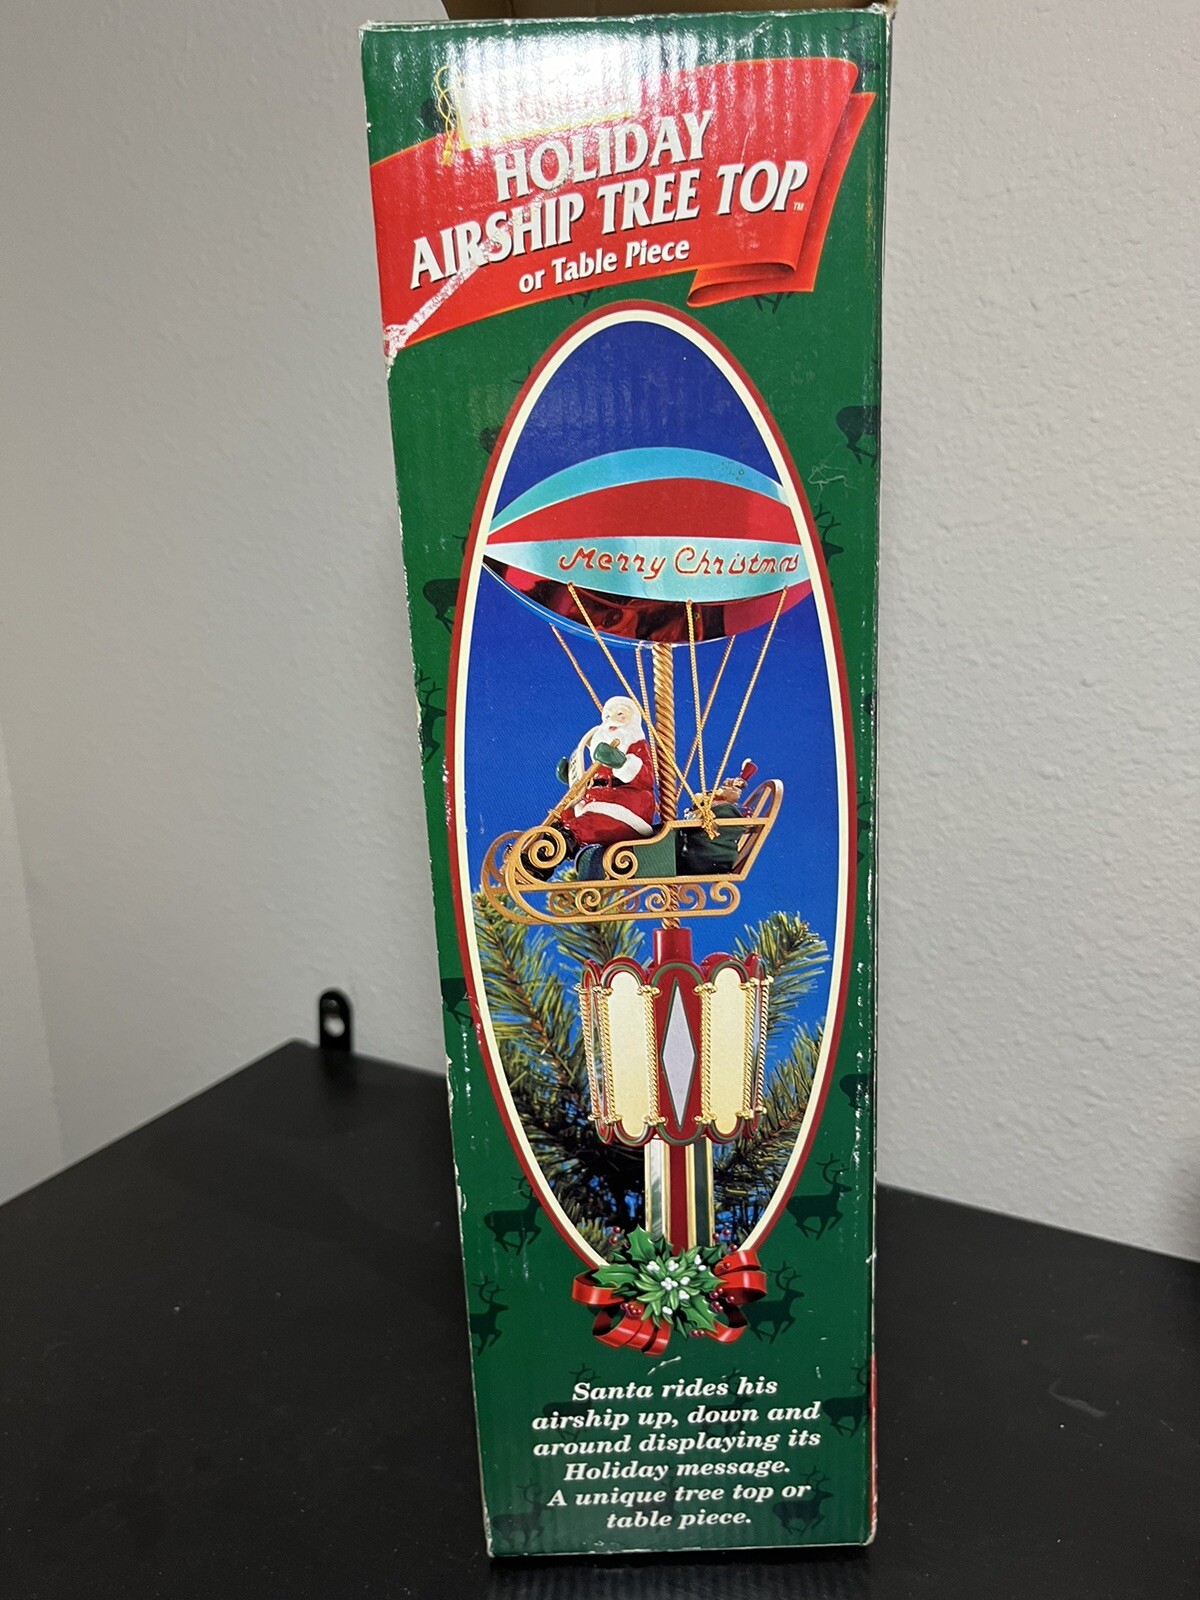 HOLIDAY
AIRSHIP TREE TOP™
or Table Piece
Merry Christmas
Santa rides his
airship up, down and
around displaying its
Holiday message.
A unique tree top or
table piece.